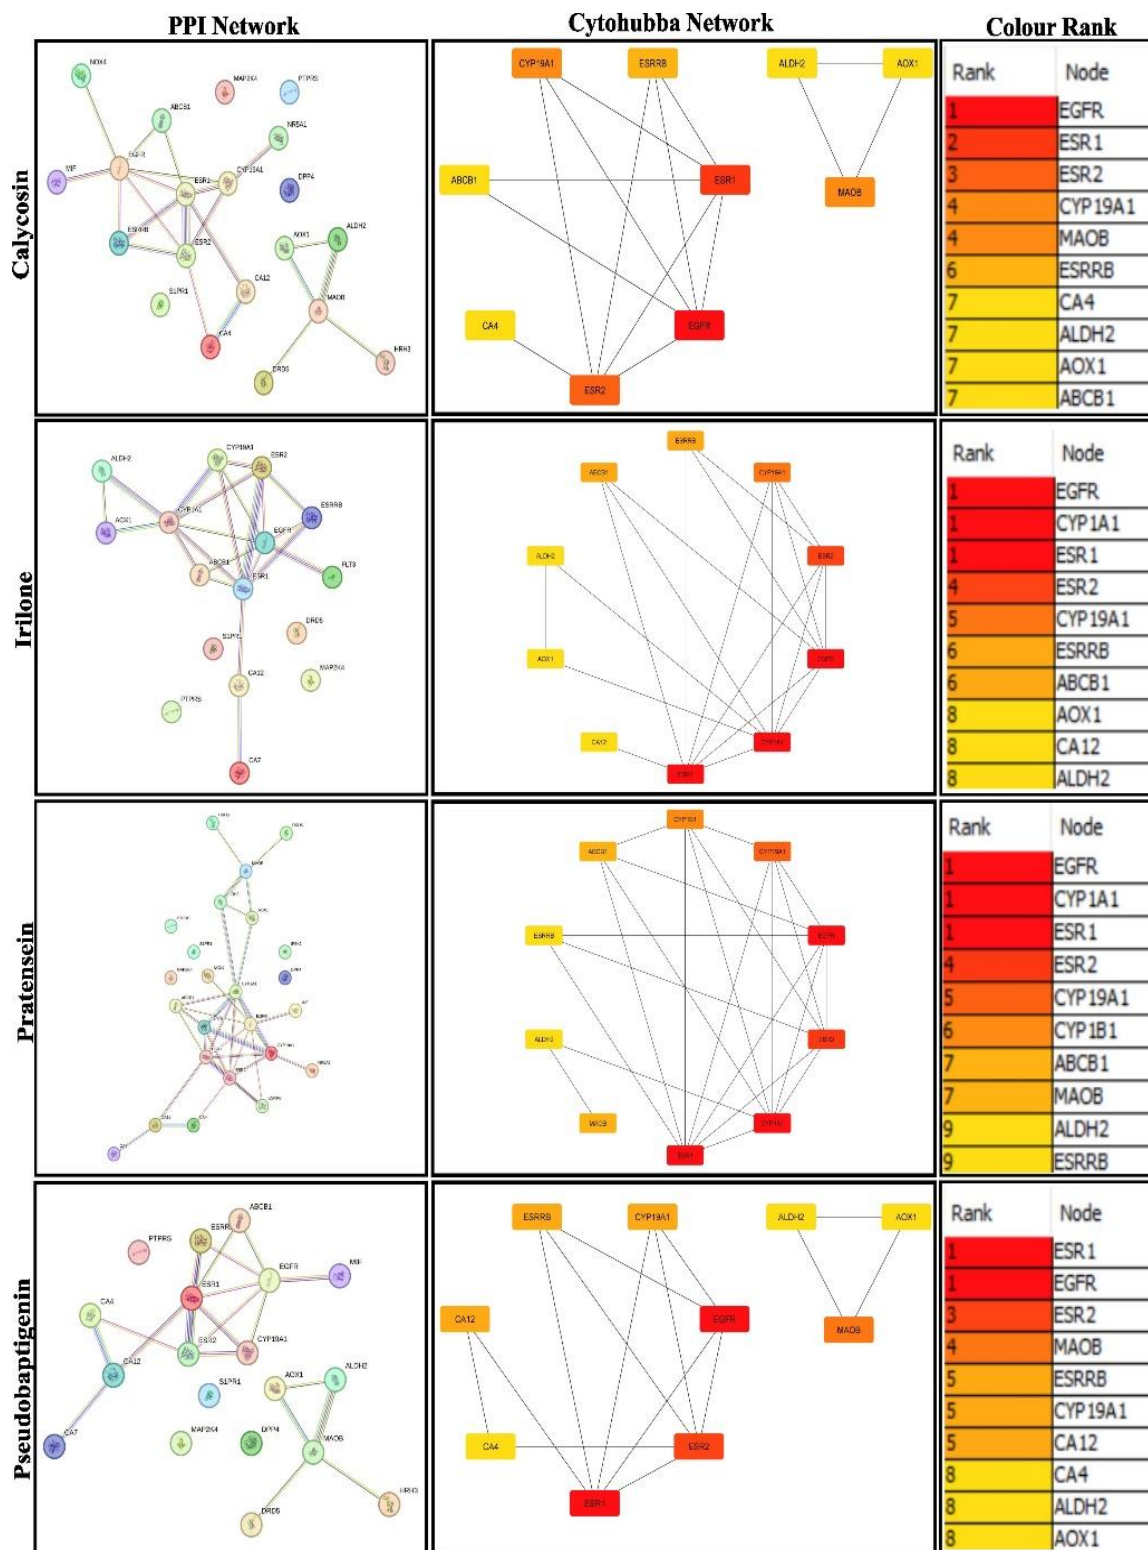 PPI Network
Cytohubba Network
Colour Rank
Calycosin
NOX4
MAP2K4
PTPRS
ABCB1
NR5A1
EGFR
MIF
ESR1
CYP19A1
DPP4
ESRRB
ESR2
AOX1
ALDH2
CA12
S1PR1
MAOB
CA4
HRH3
DRD5
CYP19A1
ESRRB
ALDH2
AOX1
ABCB1
ESR1
MAOB
CA4
EGFR
ESR2
Rank Node
1 EGFR
2 ESR1
3 ESR2
4 CYP19A1
4 MAOB
6 ESRRB
7 CA4
7 ALDH2
7 AOX1
7 ABCB1
Irilone
CYP19A1
ESR2
ALDH2
CYP1A1
ESRRB
AOX1
EGFR
ABCB1
ESR1
FLT3
DRD5
S1PR1
CA12
MAP2K4
PTPRS
CA7
ESRRB
ABCB1
CYP19A1
ALDH2
ESR2
AOX1
EGFR
CA12
CYP1A1
ESR1
Rank Node
1 EGFR
1 CYP1A1
1 ESR1
4 ESR2
5 CYP19A1
6 ESRRB
6 ABCB1
8 AOX1
8 CA12
8 ALDH2
Pratensein
CYP1B1
ABCB1
CYP19A1
ESRRB
EGFR
ALDH2
ESR2
MAOB
CYP1A1
ESR1
Rank Node
1 EGFR
1 CYP1A1
1 ESR1
4 ESR2
5 CYP19A1
6 CYP1B1
7 ABCB1
7 MAOB
9 ALDH2
9 ESRRB
Pseudobaptigenin
ABCB1
PTPRS
ESRR
EGFR
MIF
ESR1
CA4
ESR2
CYP19A1
CA12
ALDH2
S1PR1
AOX1
CA7
MAP2K4
DPP4
MAOB
HRH3
DRD5
ESRRB
CYP19A1
ALDH2
AOX1
CA12
EGFR
MAOB
CA4
ESR2
ESR1
Rank Node
1 ESR1
1 EGFR
3 ESR2
4 MAOB
5 ESRRB
5 CYP19A1
5 CA12
8 CA4
8 ALDH2
8 AOX1